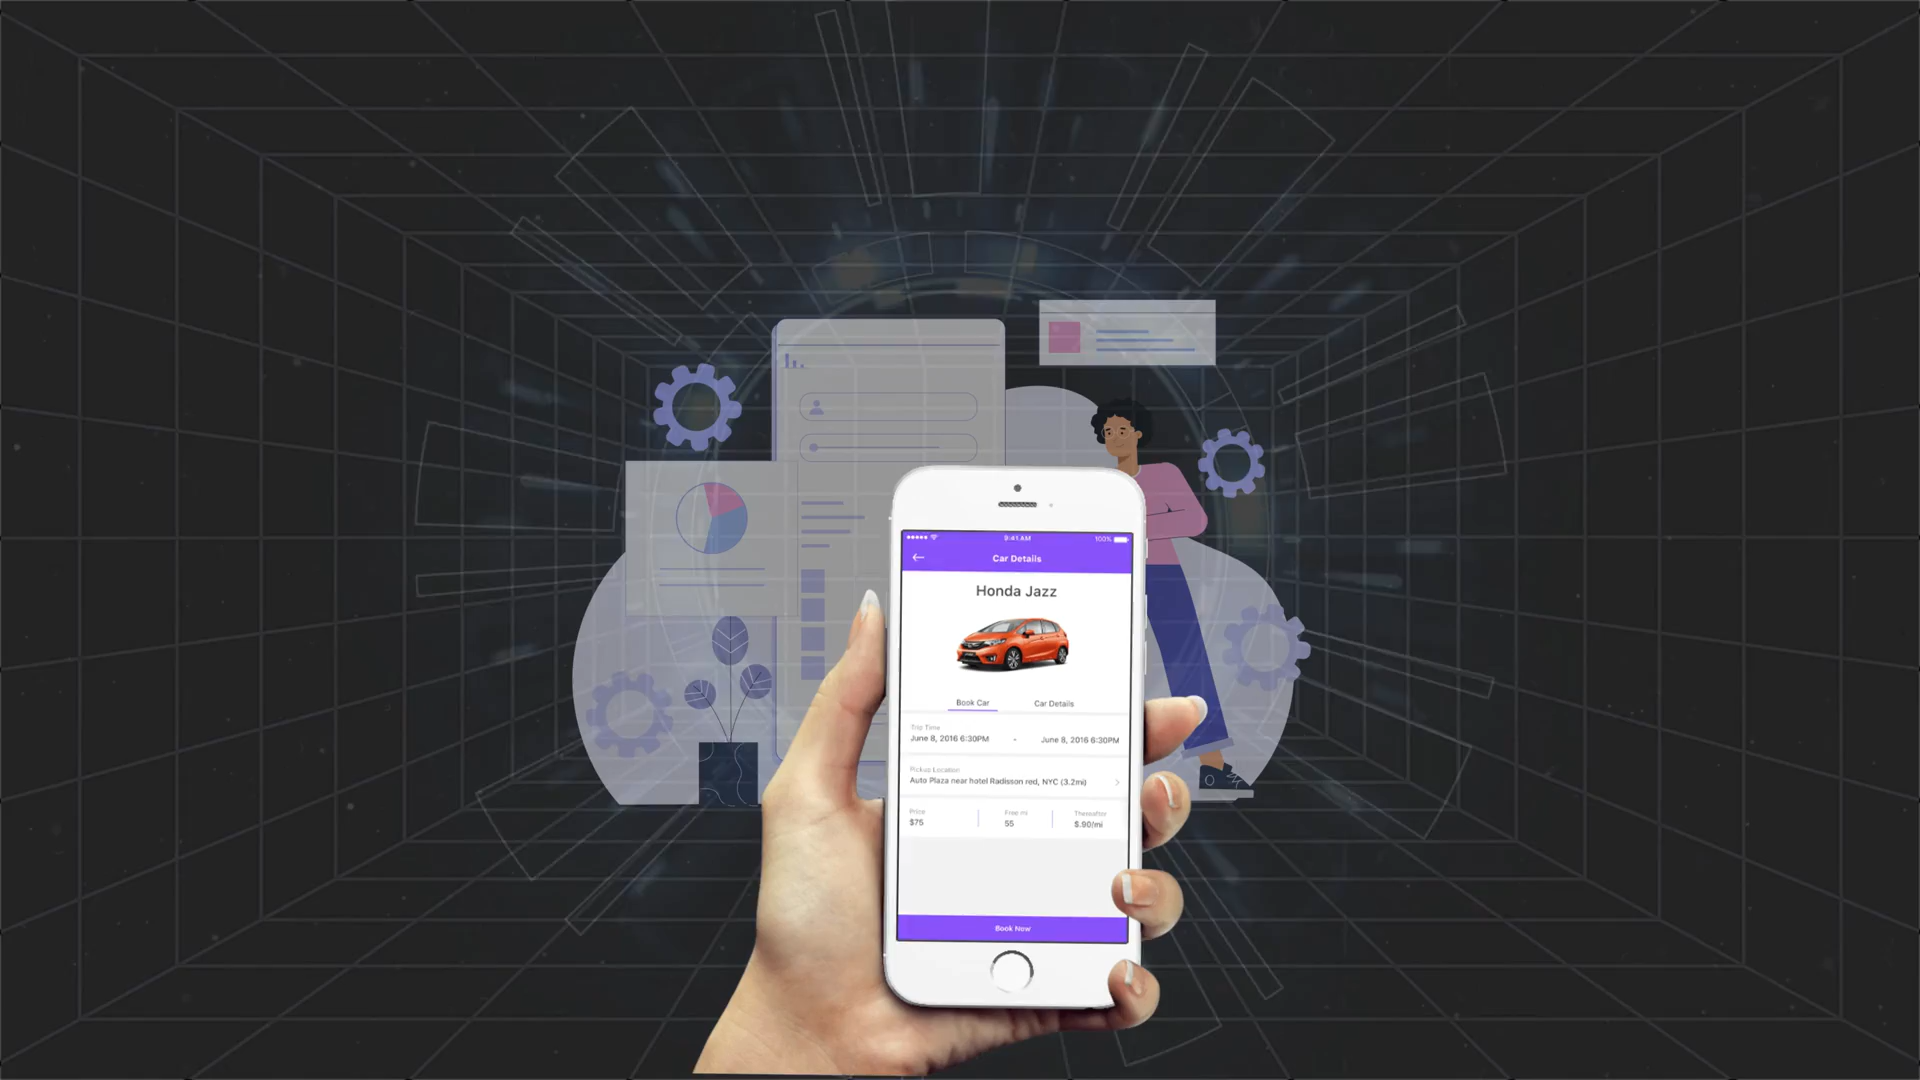 9:41 AM 100%
Car Details
Honda Jazz
Book Car Car Details
Trip Time
June 8, 2016 6:30PM - June 8, 2016 6:30PM
Pickup Location
Auto Plaza near hotel Radisson red, NYC (3.2mi)
Price Free mi Thereafter
$75 55 $.90/mi
Book Now